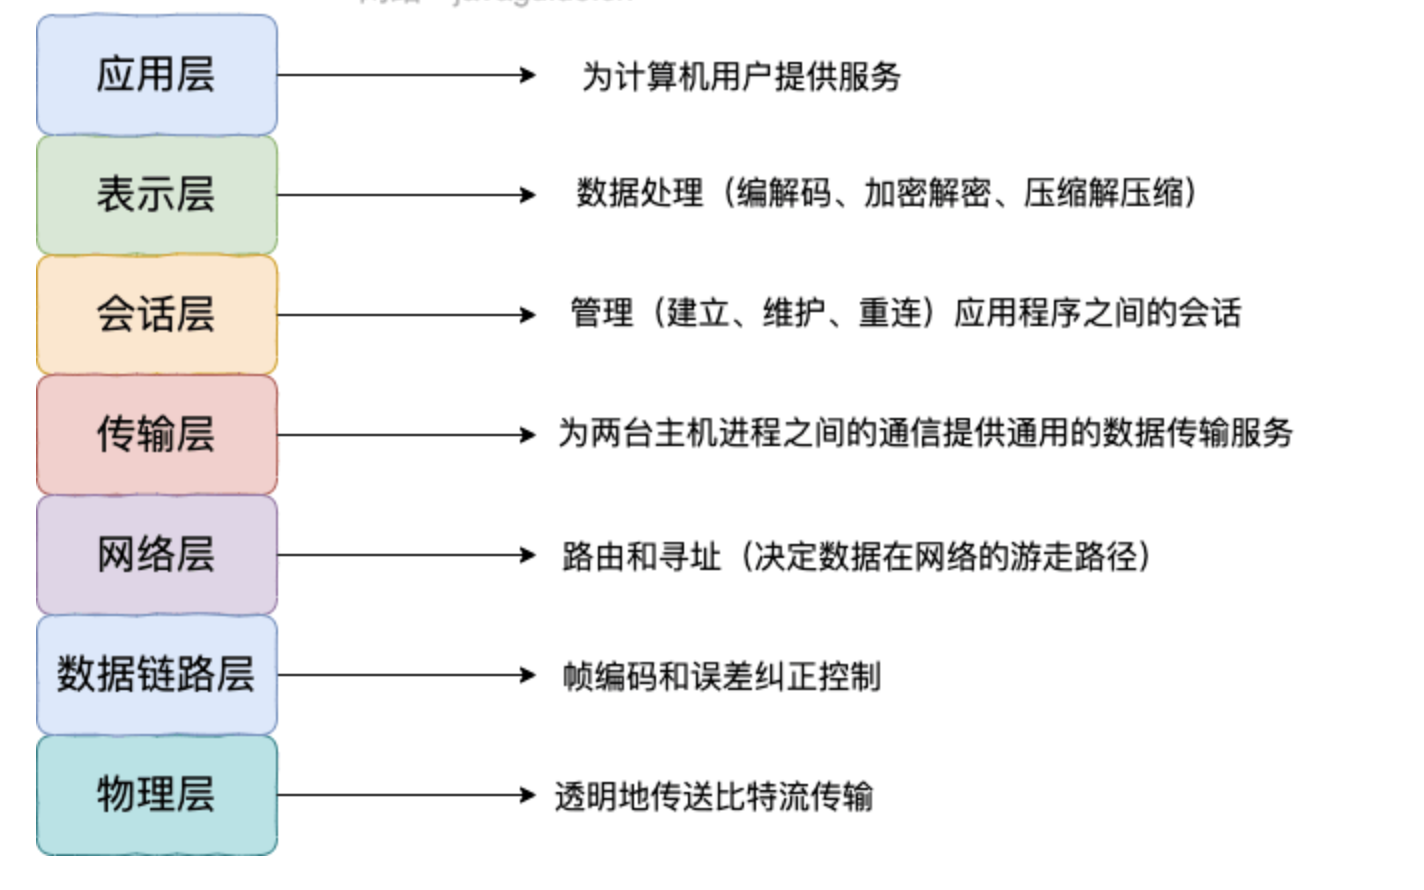 应用层 为计算机用户提供服务
表示层 数据处理（编解码、加密解密、压缩解压缩）
会话层 管理（建立、维护、重连）应用程序之间的会话
传输层 为两台主机进程之间的通信提供通用的数据传输服务
网络层 路由和寻址（决定数据在网络的游走路径）
数据链路层 帧编码和误差纠正控制
物理层 透明地传送比特流传输